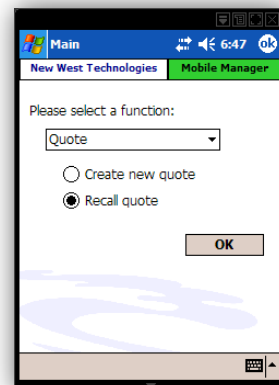 Main 6:47 ok
New West Technologies Mobile Manager
Please select a function:
Quote
Create new quote
Recall quote
OK